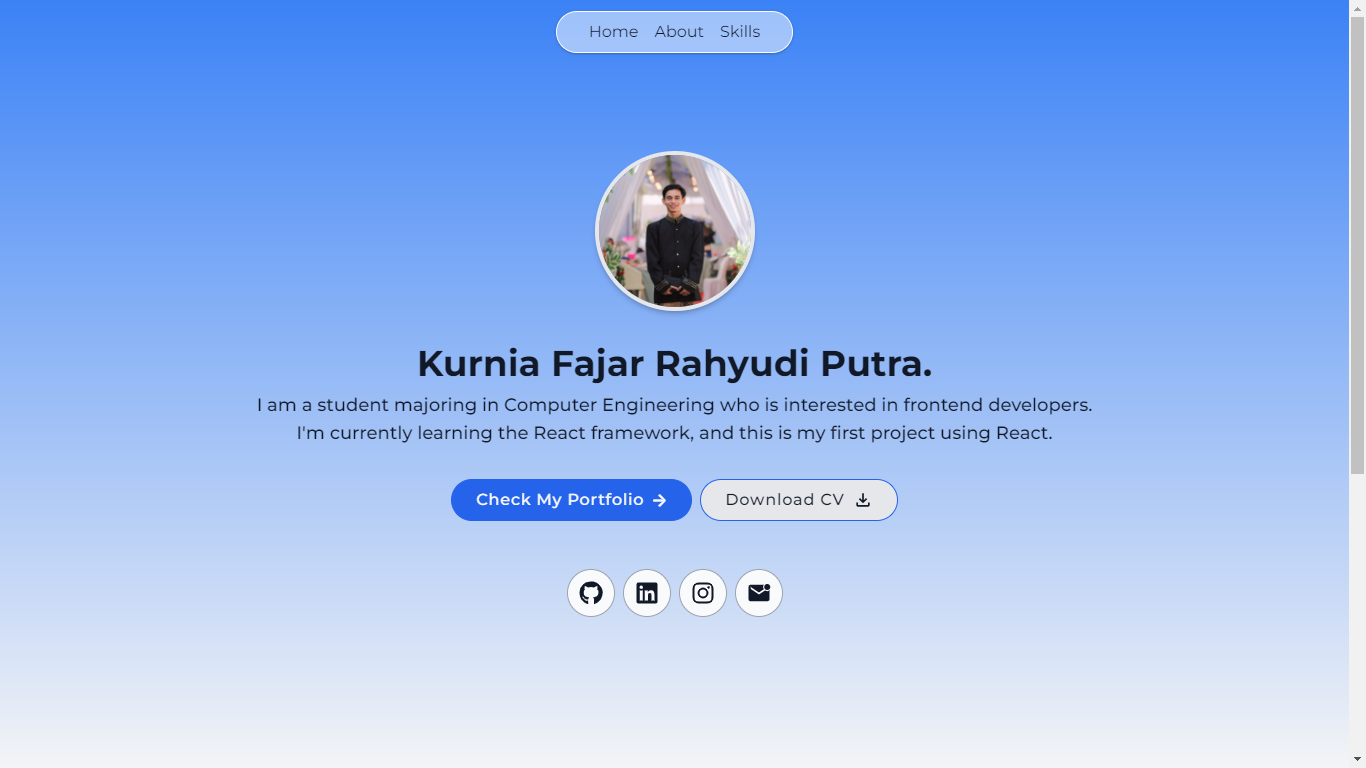 Home About Skills
Kurnia Fajar Rahyudi Putra.
I am a student majoring in Computer Engineering who is interested in frontend developers.
I'm currently learning the React framework, and this is my first project using React.
Check My Portfolio
Download CV
in